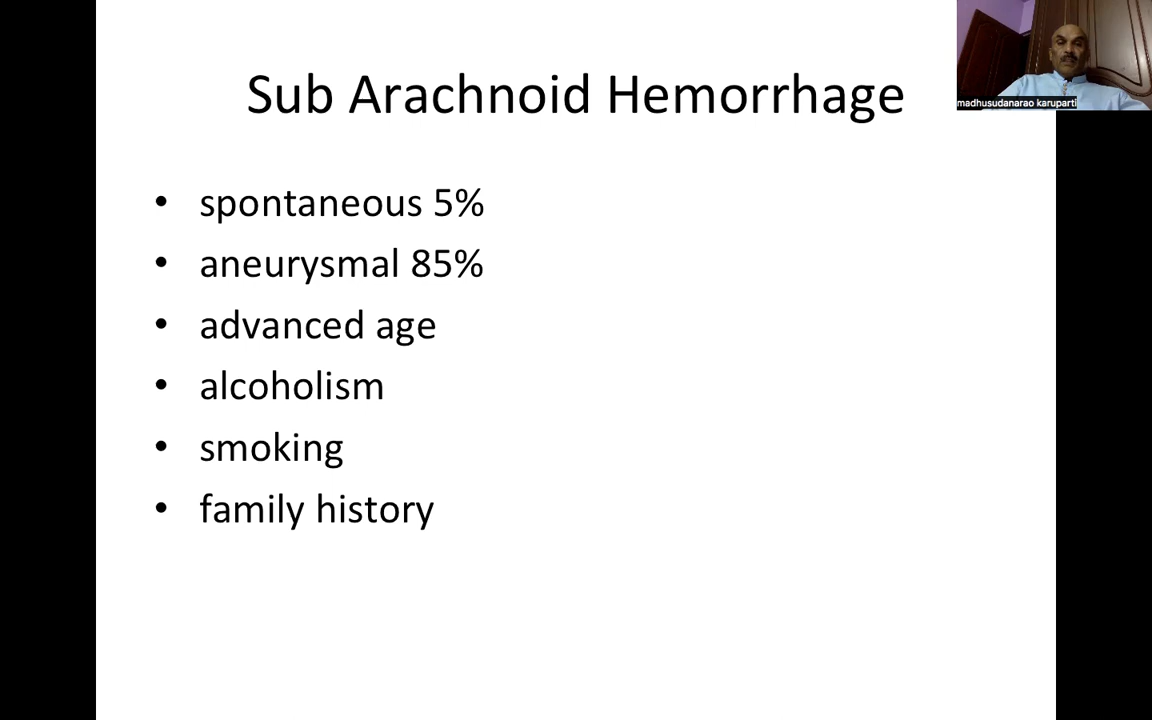 Sub Arachnoid Hemorrhage
madhusudanarao karuparti
• spontaneous 5%
• aneurysmal 85%
• advanced age
• alcoholism
• smoking
• family history